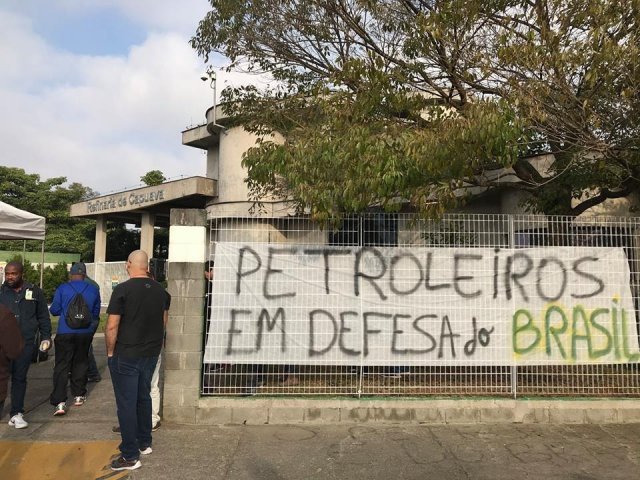 Refinaria de Capuava
PETROLEIROS
EM DEFESA do BRASIL